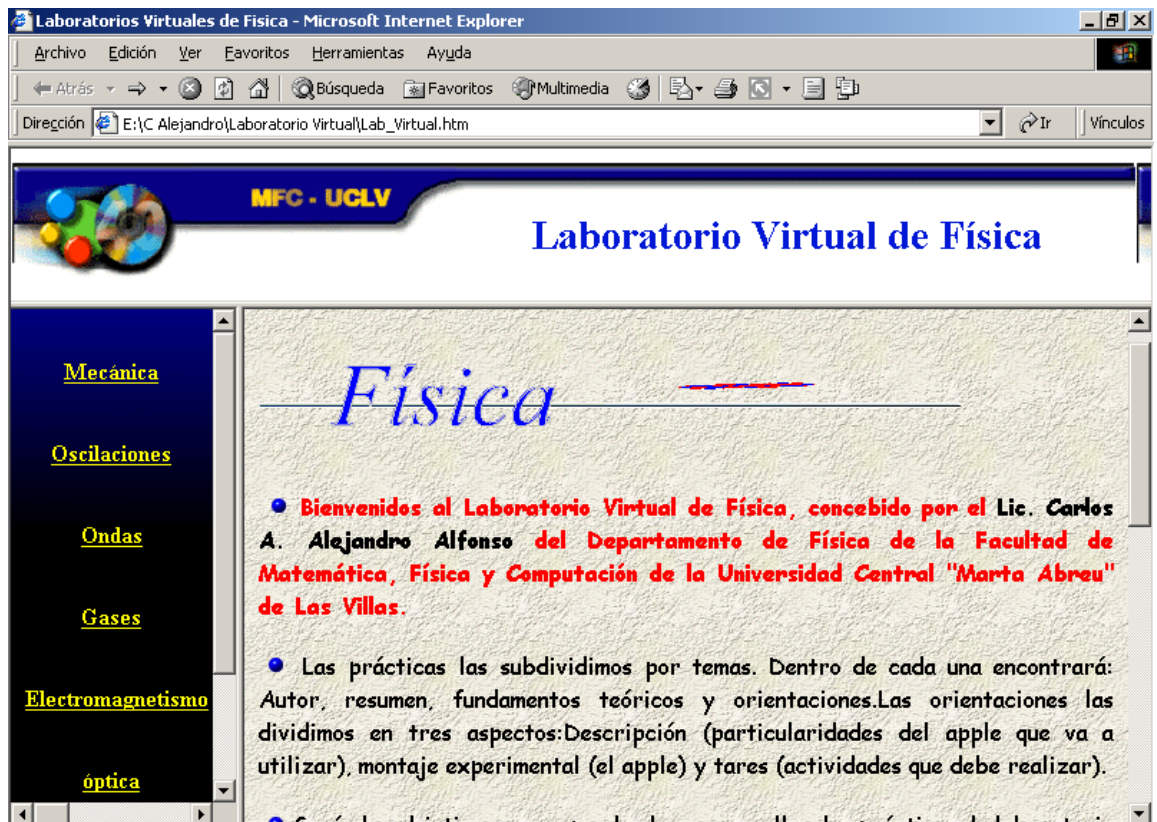 Laboratorios Virtuales de Fisica - Microsoft Internet Explorer
Archivo Edición Ver Favoritos Herramientas Ayuda
Atrás Búsqueda Favoritos Multimedia
Dirección E:\C Alejandro\Laboratorio Virtual\Lab_Virtual.htm Ir Vínculos
MFC - UCLV
Laboratorio Virtual de Física
Mecánica
Oscilaciones
Ondas
Gases
Electromagnetismo
óptica
Física
Bienvenidos al Laboratorio Virtual de Física, concebido por el Lic. Carlos
A. Alejandro Alfonso del Departamento de Física de la Facultad de
Matemática, Física y Computación de la Universidad Central "Marta Abreu"
de Las Villas.
Las prácticas las subdividimos por temas. Dentro de cada una encontrará:
Autor, resumen, fundamentos teóricos y orientaciones.Las orientaciones las
dividimos en tres aspectos:Descripción (particularidades del apple que va a
utilizar), montaje experimental (el apple) y tares (actividades que debe realizar).